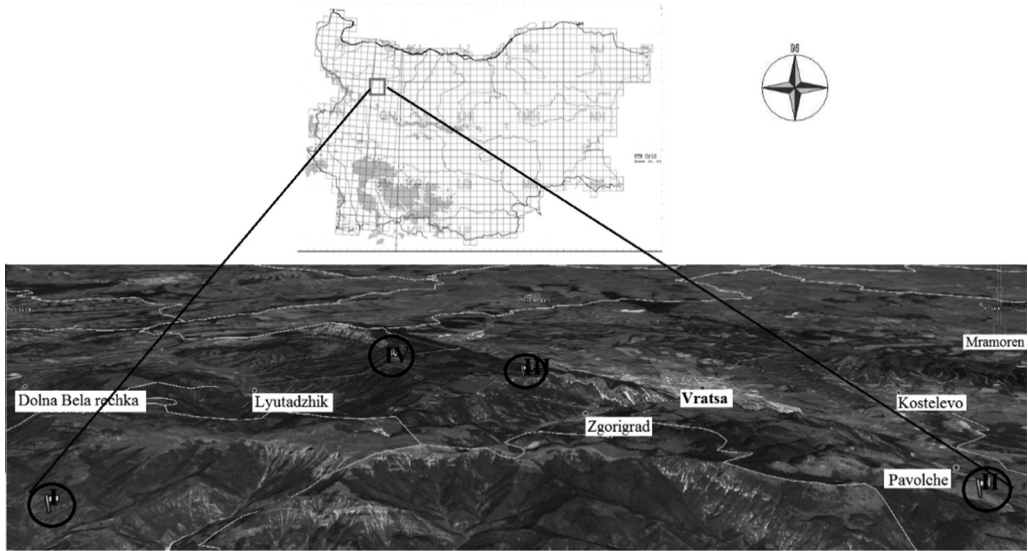 N
Mramoren
Dolna Bela rechka
Lyutadzhik
IV
III
Vratsa
Zgorigrad
Kostelevo
Pavolche
I
II